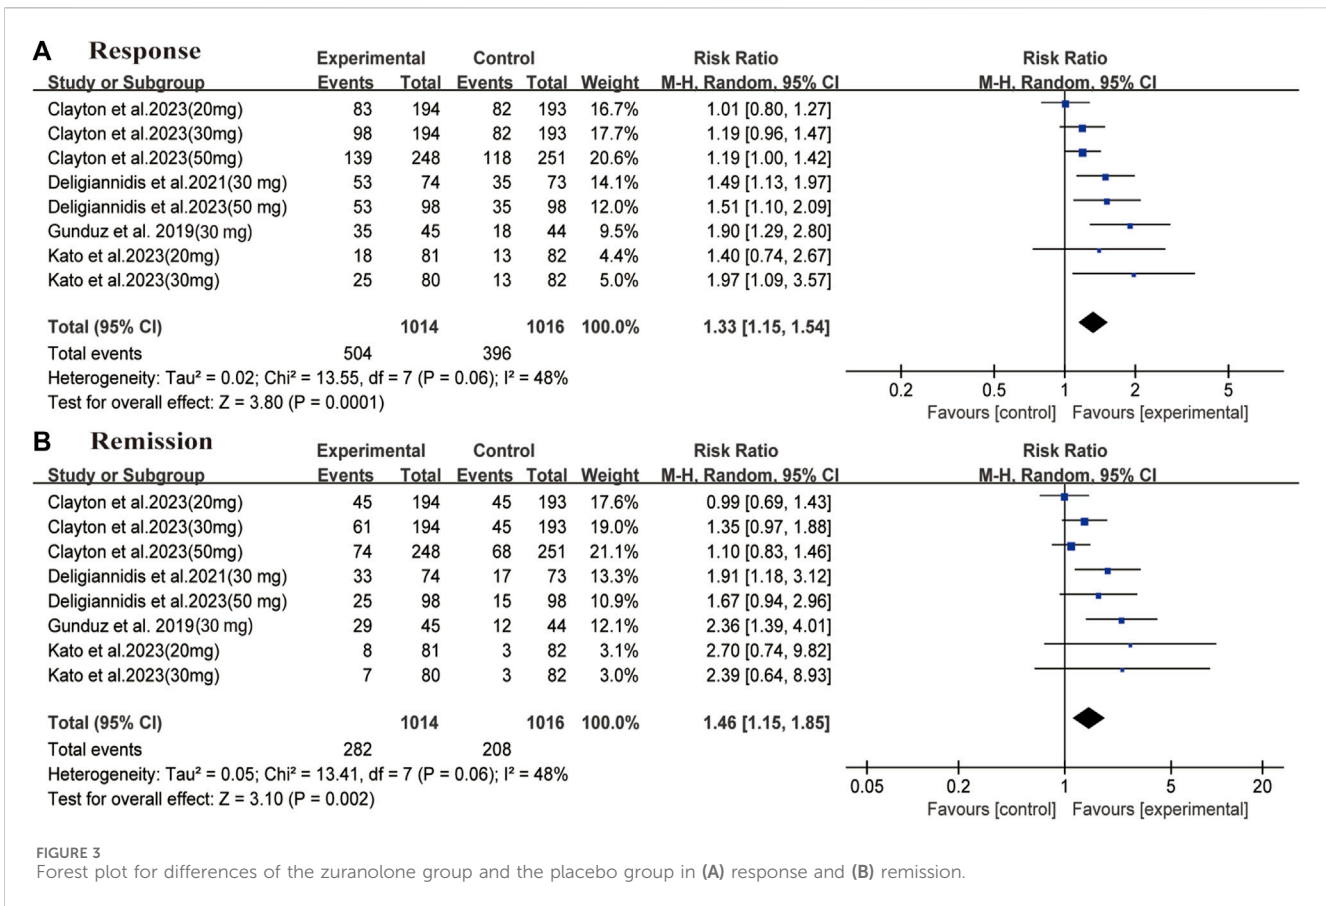 A Response
Experimental Control Risk Ratio Risk Ratio
Study or Subgroup Events Total Events Total Weight M-H, Random, 95% CI M-H, Random, 95% CI
Clayton et al.2023(20mg) 83 194 82 193 16.7% 1.01 [0.80, 1.27]
Clayton et al.2023(30mg) 98 194 82 193 17.7% 1.19 [0.96, 1.47]
Clayton et al.2023(50mg) 139 248 118 251 20.6% 1.19 [1.00, 1.42]
Deligiannidis et al.2021(30 mg) 53 74 35 73 14.1% 1.49 [1.13, 1.97]
Deligiannidis et al.2023(50 mg) 53 98 35 98 12.0% 1.51 [1.10, 2.09]
Gunduz et al. 2019(30 mg) 35 45 18 44 9.5% 1.90 [1.29, 2.80]
Kato et al.2023(20mg) 18 81 13 82 4.4% 1.40 [0.74, 2.67]
Kato et al.2023(30mg) 25 80 13 82 5.0% 1.97 [1.09, 3.57]
Total (95% CI) 1014 1016 100.0% 1.33 [1.15, 1.54]
Total events 504 396
Heterogeneity: Tau² = 0.02; Chi² = 13.55, df = 7 (P = 0.06); I² = 48%
0.2 0.5 1 2 5
Test for overall effect: Z = 3.80 (P = 0.0001)
Favours [control] Favours [experimental]
B Remission
Experimental Control Risk Ratio Risk Ratio
Study or Subgroup Events Total Events Total Weight M-H, Random, 95% CI M-H, Random, 95% CI
Clayton et al.2023(20mg) 45 194 45 193 17.6% 0.99 [0.69, 1.43]
Clayton et al.2023(30mg) 61 194 45 193 19.0% 1.35 [0.97, 1.88]
Clayton et al.2023(50mg) 74 248 68 251 21.1% 1.10 [0.83, 1.46]
Deligiannidis et al.2021(30 mg) 33 74 17 73 13.3% 1.91 [1.18, 3.12]
Deligiannidis et al.2023(50 mg) 25 98 15 98 10.9% 1.67 [0.94, 2.96]
Gunduz et al. 2019(30 mg) 29 45 12 44 12.1% 2.36 [1.39, 4.01]
Kato et al.2023(20mg) 8 81 3 82 3.1% 2.70 [0.74, 9.82]
Kato et al.2023(30mg) 7 80 3 82 3.0% 2.39 [0.64, 8.93]
Total (95% CI) 1014 1016 100.0% 1.46 [1.15, 1.85]
Total events 282 208
Heterogeneity: Tau² = 0.05; Chi² = 13.41, df = 7 (P = 0.06); I² = 48%
0.05 0.2 1 5 20
Test for overall effect: Z = 3.10 (P = 0.002)
Favours [control] Favours [experimental]
FIGURE 3
Forest plot for differences of the zuranolone group and the placebo group in (A) response and (B) remission.